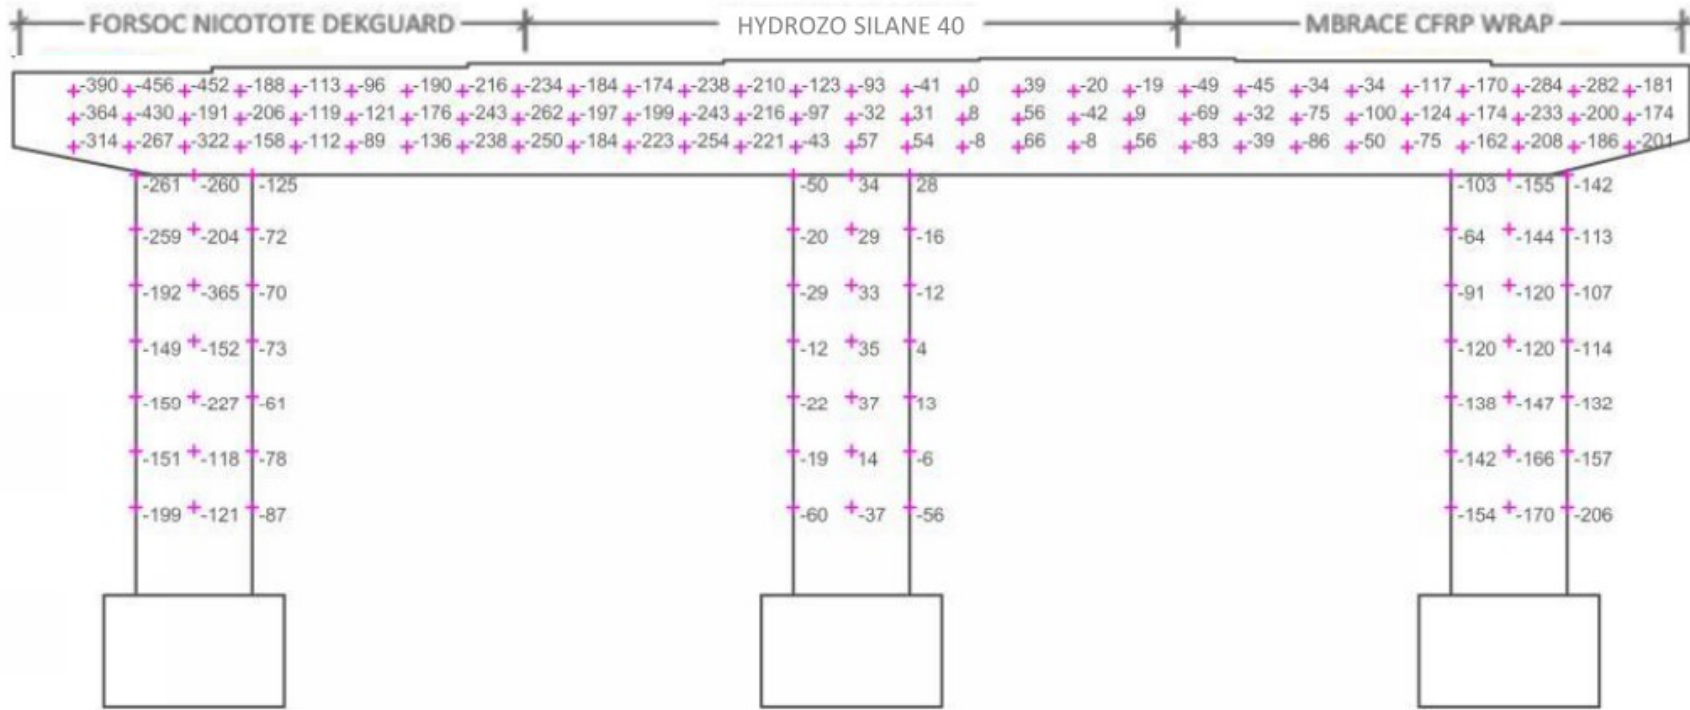 FORSOC NICOTOTE DEKGUARD HYDROZO SILANE 40 MBRACE CFRP WRAP
-390 -456 -452 -188 -113 -96 -190 -216 -234 -184 -174 -238 -210 -123 -93 -41 0 39 -20 -19 -49 -45 -34 -34 -117 -170 -284 -282 -181
-364 -430 -191 -206 -119 -121 -176 -243 -262 -197 -199 -243 -216 -97 -32 31 8 56 -42 9 -69 -32 -75 -100 -124 -174 -233 -200 -174
-314 -267 -322 -158 -112 -89 -136 -238 -250 -184 -223 -254 -221 -43 57 54 -8 66 -8 56 -83 -39 -86 -50 -75 -162 -208 -186 -201
-261 -260 -125 -50 34 28 -103 -155 -142
-259 -204 -72 -20 29 -16 -64 -144 -113
-192 -365 -70 -29 33 -12 -91 -120 -107
-149 -152 -73 -12 35 4 -120 -120 -114
-159 -227 -61 -22 37 13 -138 -147 -132
-151 -118 -78 -19 14 -6 -142 -166 -157
-199 -121 -87 -60 -37 -56 -154 -170 -206